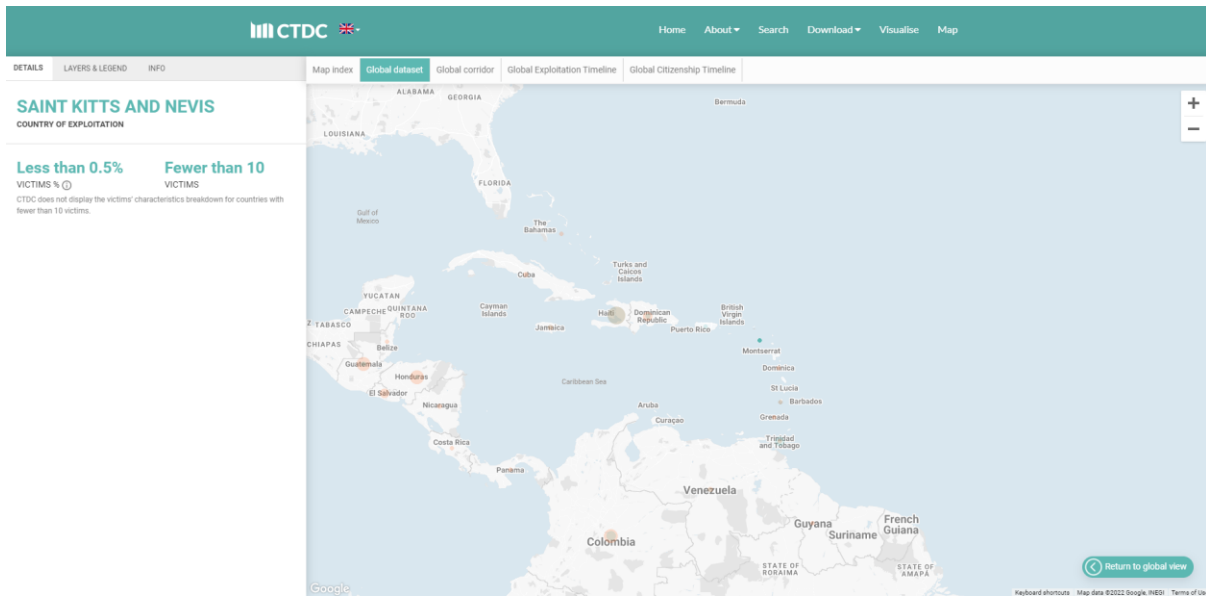 CTDC
Home About Search Download Visualise Map
DETAILS LAYERS & LEGEND INFO
Map index Global dataset Global corridor Global Exploitation Timeline Global Citizenship Timeline
SAINT KITTS AND NEVIS
COUNTRY OF EXPLOITATION
Less than 0.5%
VICTIMS %
Fewer than 10
VICTIMS
CTDC does not display the victims' characteristics breakdown for countries with
fewer than 10 victims.
ALABAMA
GEORGIA
Bermuda
LOUISIANA
FLORIDA
Gulf of
Mexico
The
Bahamas
Turks and
Caicos
Islands
Cuba
YUCATAN
CAMPECHE
QUINTANA
ROO
Cayman
Islands
Haiti
Dominican
Republic
British
Virgin
Islands
TABASCO
Jamaica
Puerto Rico
CHIAPAS
Belize
Montserrat
Guatemala
Dominica
Honduras
Caribbean Sea
St Lucia
El Salvador
Nicaragua
Aruba
Barbados
Curaçao
Grenada
Costa Rica
Trinidad
and Tobago
Panama
Venezuela
Guyana
French
Guiana
Suriname
Colombia
STATE OF
RORAIMA
STATE OF
AMAPÁ
Return to global view
+
−
Google
Keyboard shortcuts Map data ©2022 Google, INEGI Terms of Us